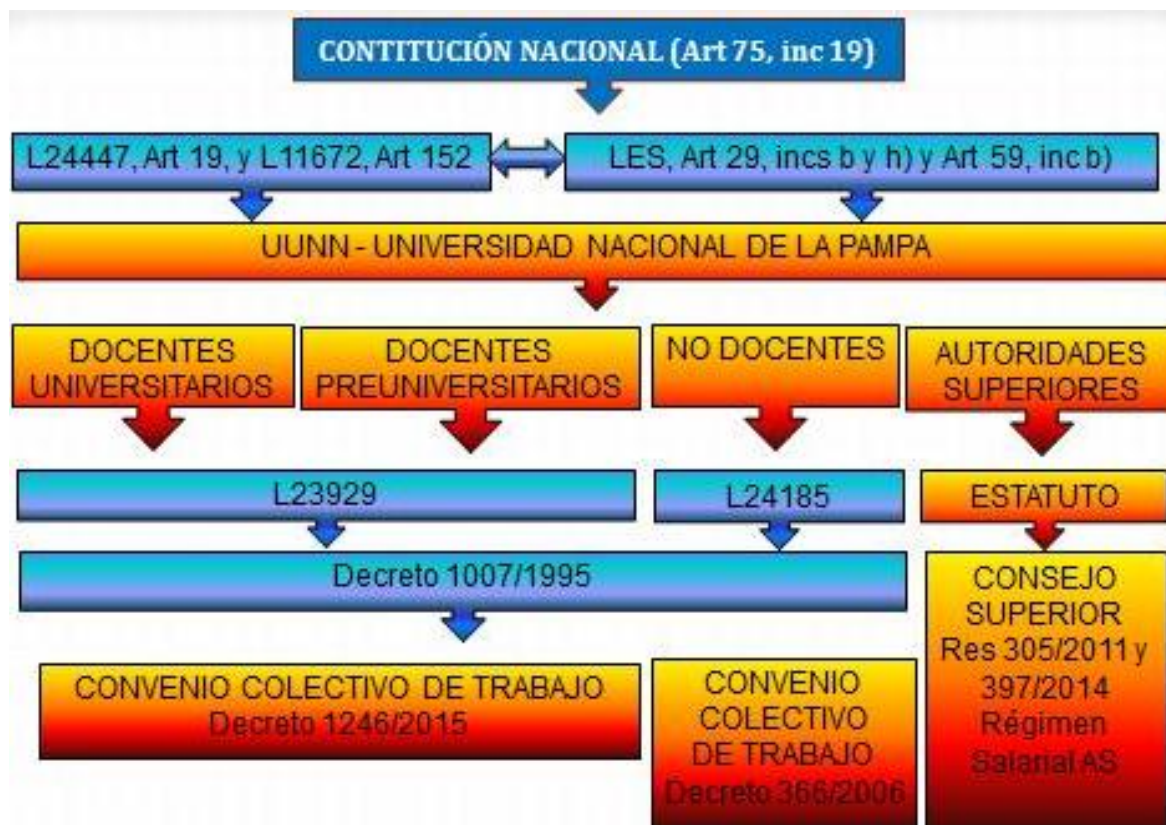 CONTITUCIÓN NACIONAL (Art 75, inc 19)
L24447, Art 19, y L11672, Art 152
LES, Art 29, incs b y h) y Art 59, inc b)
UUNN - UNIVERSIDAD NACIONAL DE LA PAMPA
DOCENTES
UNIVERSITARIOS
DOCENTES
PREUNIVERSITARIOS
NO DOCENTES
AUTORIDADES
SUPERIORES
L23929
L24185
ESTATUTO
Decreto 1007/1995
CONVENIO COLECTIVO DE TRABAJO
Decreto 1246/2015
CONVENIO
COLECTIVO
DE TRABAJO
Decreto 366/2006
CONSEJO
SUPERIOR
Res 305/2011 y
397/2014
Régimen
Salarial AS